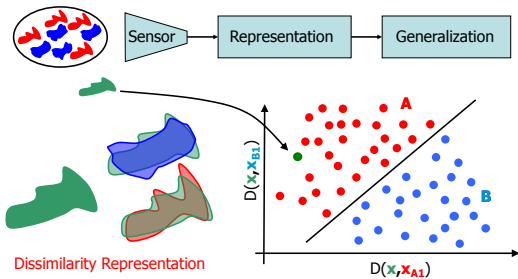 Sensor
Representation
Generalization
A
D(x,xB1)
B
D(x,xA1)
Dissimilarity Representation